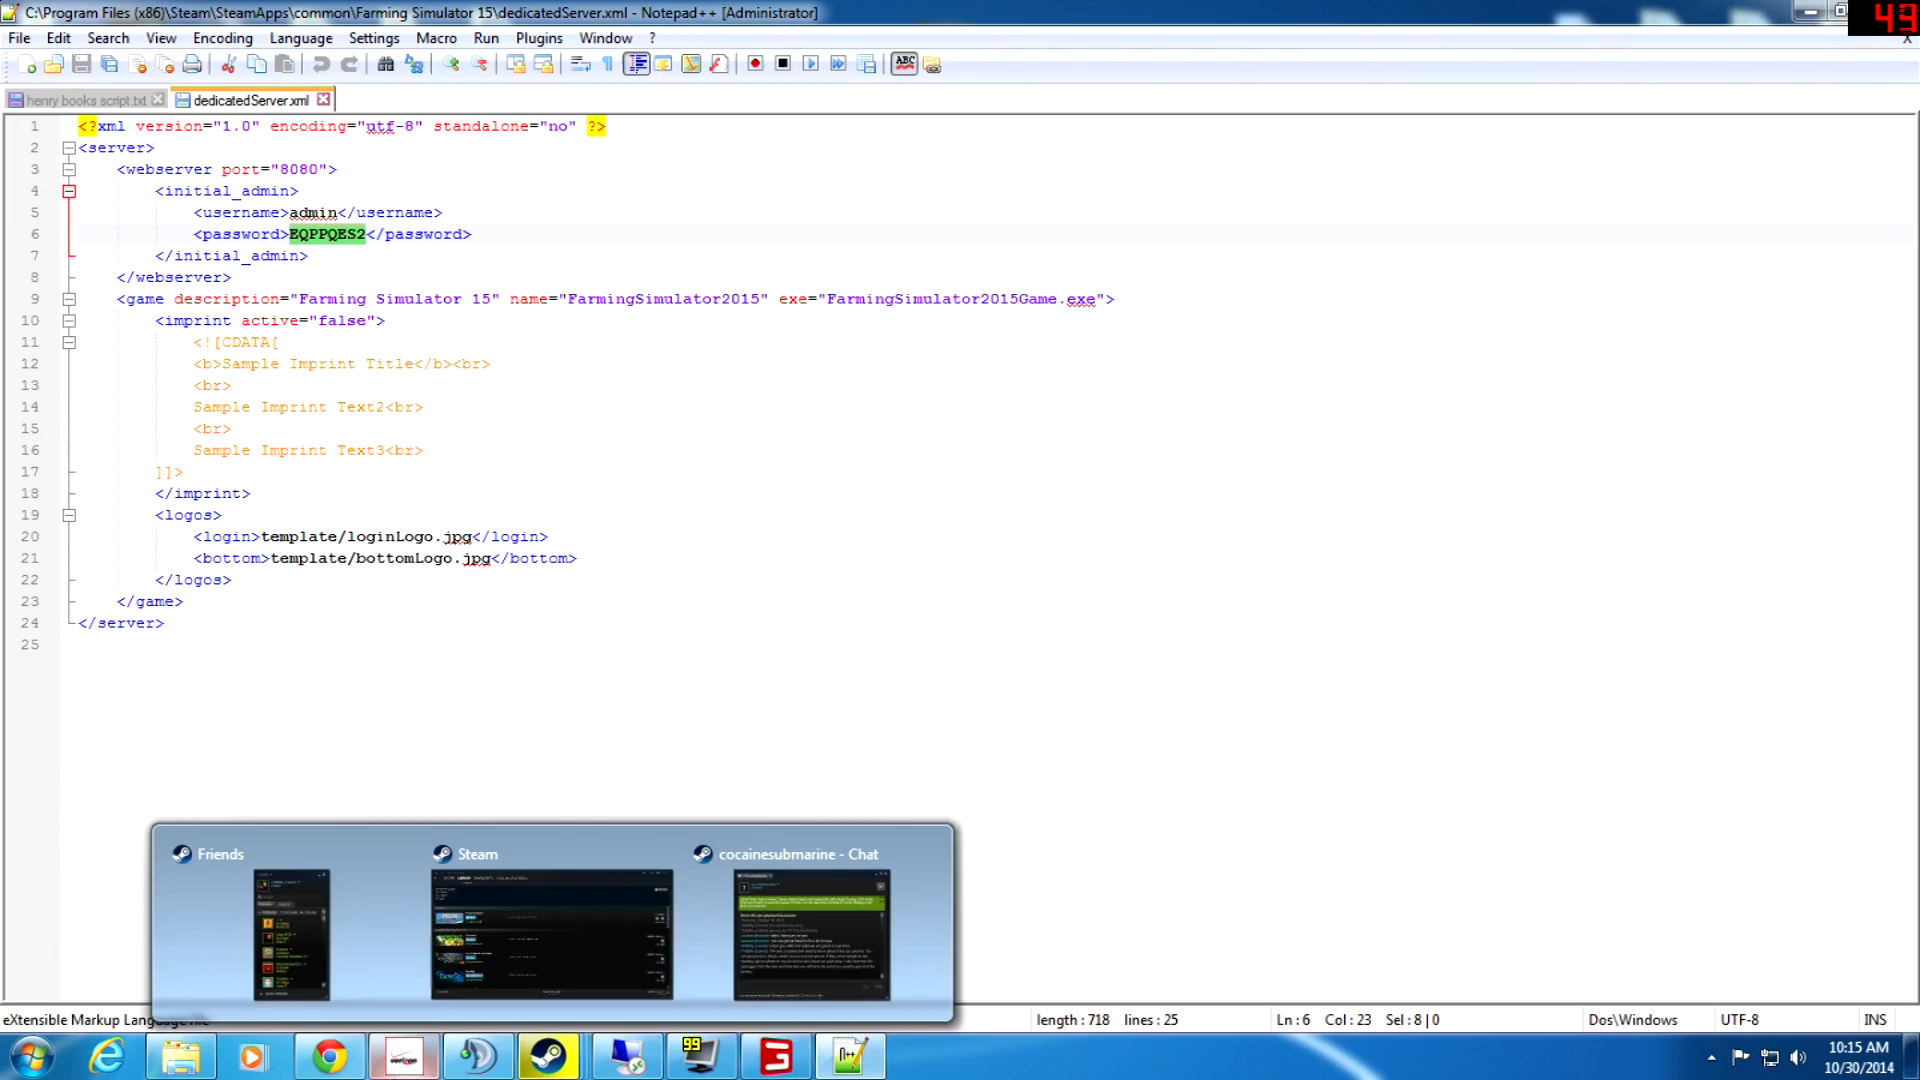 C:\Program Files (x86)\Steam\SteamApps\common\Farming Simulator 15\dedicatedServer.xml - Notepad++ [Administrator]
43
File Edit Search View Encoding Language Settings Macro Run Plugins Window ? X
henry books script.txt dedicatedServer.xml
1 <?xml version="1.0" encoding="utf-8" standalone="no" ?>
2 <server>
3 <webserver port="8080">
4 <initial_admin>
5 <username>admin</username>
6 <password>EQPPQES2</password>
7 </initial_admin>
8 </webserver>
9 <game description="Farming Simulator 15" name="FarmingSimulator2015" exe="FarmingSimulator2015Game.exe">
10 <imprint active="false">
11 <![CDATA[
12 <b>Sample Imprint Title</b><br>
13 <br>
14 Sample Imprint Text2<br>
15 <br>
16 Sample Imprint Text3<br>
17 ]]>
18 </imprint>
19 <logos>
20 <login>template/loginLogo.jpg</login>
21 <bottom>template/bottomLogo.jpg</bottom>
22 </logos>
23 </game>
24 </server>
25
Friends Steam cocainesubmarine - Chat
eXtensible Markup Language file length : 718 lines : 25 Ln : 6 Col : 23 Sel : 8 | 0 Dos\Windows UTF-8 INS
verizon 99 10:15 AM
10/30/2014